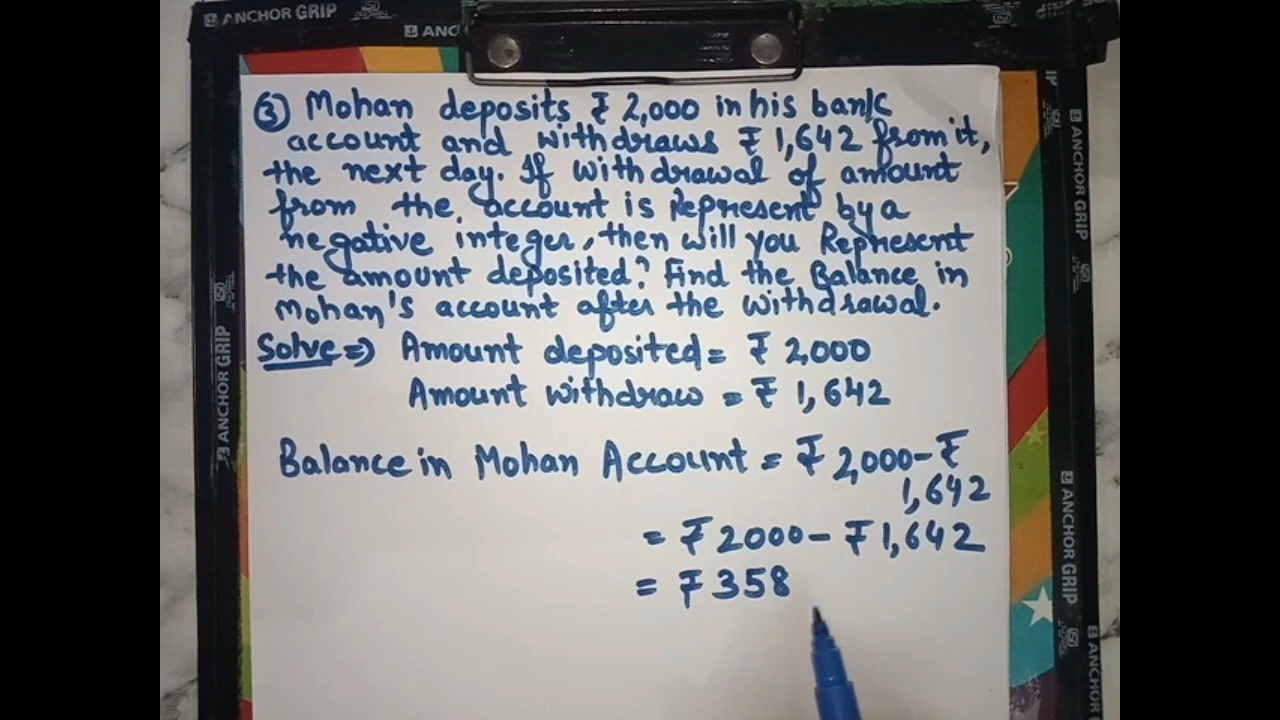 ANCHOR GRIP
ANC
③ Mohan deposits ₹ 2,000 in his bank
account and withdraws ₹ 1,642 from it,
the next day. If withdrawal of amount
from the account is Represent by a
negative integer, then will you Represent
the amount deposited? Find the Balance in
Mohan's account after the withdrawal.
Solve ⇒ Amount deposited = ₹ 2000
Amount withdraw = ₹ 1,642
Balance in Mohan Account = ₹ 2,000 - ₹
1,642
= ₹ 2000 - ₹ 1,642
= ₹ 358
ANCHOR GRIP
ANCHOR GRIP
ANCHOR GRIP
ANCHOR GRIP
ANCHOR